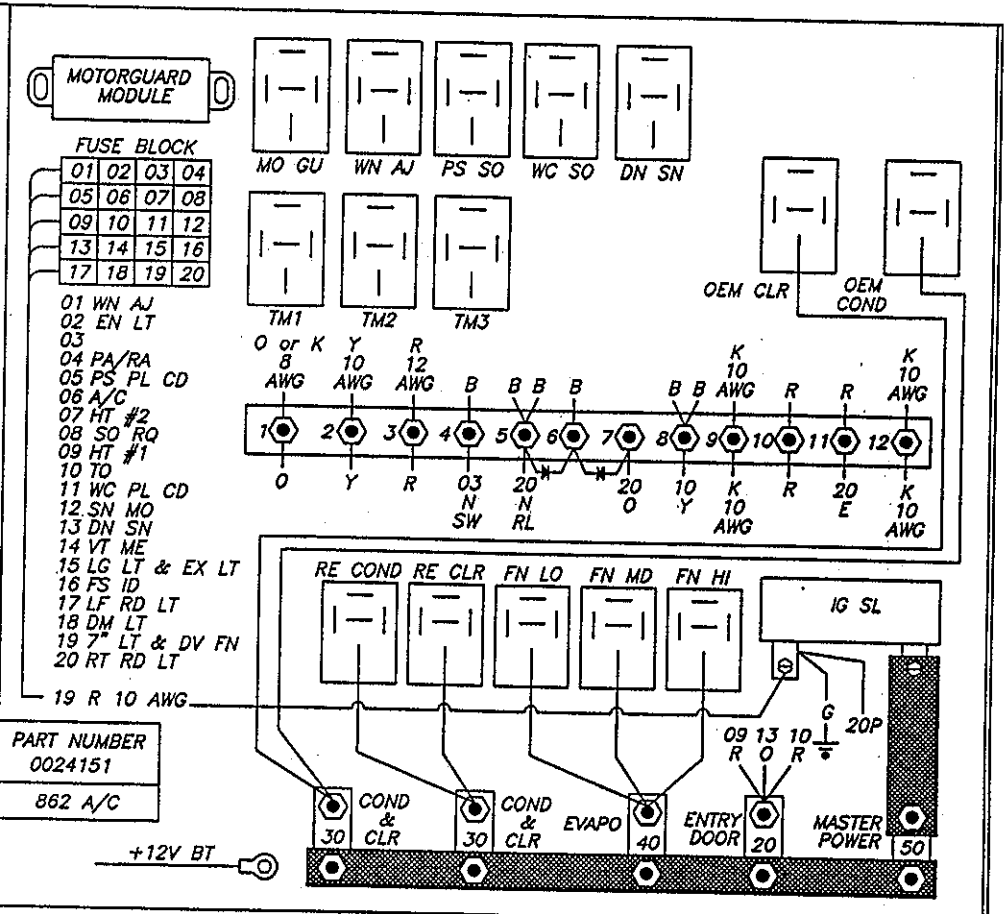 MOTORGUARD
MODULE
MO GU
WN AJ
PS SO
WC SO
DN SN
FUSE BLOCK
01 02 03 04
05 06 07 08
09 10 11 12
13 14 15 16
17 18 19 20
TM1
TM2
TM3
OEM CLR
OEM
COND
01 WN AJ
02 EN LT
03
04 PA/RA
05 PS PL CD
06 A/C
07 HT #2
08 SO RQ
09 HT #1
10 TO
11 WC PL CD
12 SN MO
13 DN SN
14 VT ME
15 LG LT & EX LT
16 FS ID
17 LF RD LT
18 DM LT
19 7" LT & DV FN
20 RT RD LT
O or K
8
AWG
Y
10
AWG
R
12
AWG
B
B B
B
B B
K
10
AWG
R
R
K
10
AWG
1 2 3 4 5 6 7 8 9 10 11 12
O
Y
R
03
N
SW
20
N
RL
20
O
10
Y
K
10
AWG
R
20
E
K
10
AWG
RE COND
RE CLR
FN LO
FN MD
FN HI
IG SL
19 R 10 AWG
G
20P
09 13 10
R O R
PART NUMBER
0024151
862 A/C
COND
&
CLR
30
COND
&
CLR
30
EVAPO
40
ENTRY
DOOR
20
MASTER
POWER
50
+12V BT